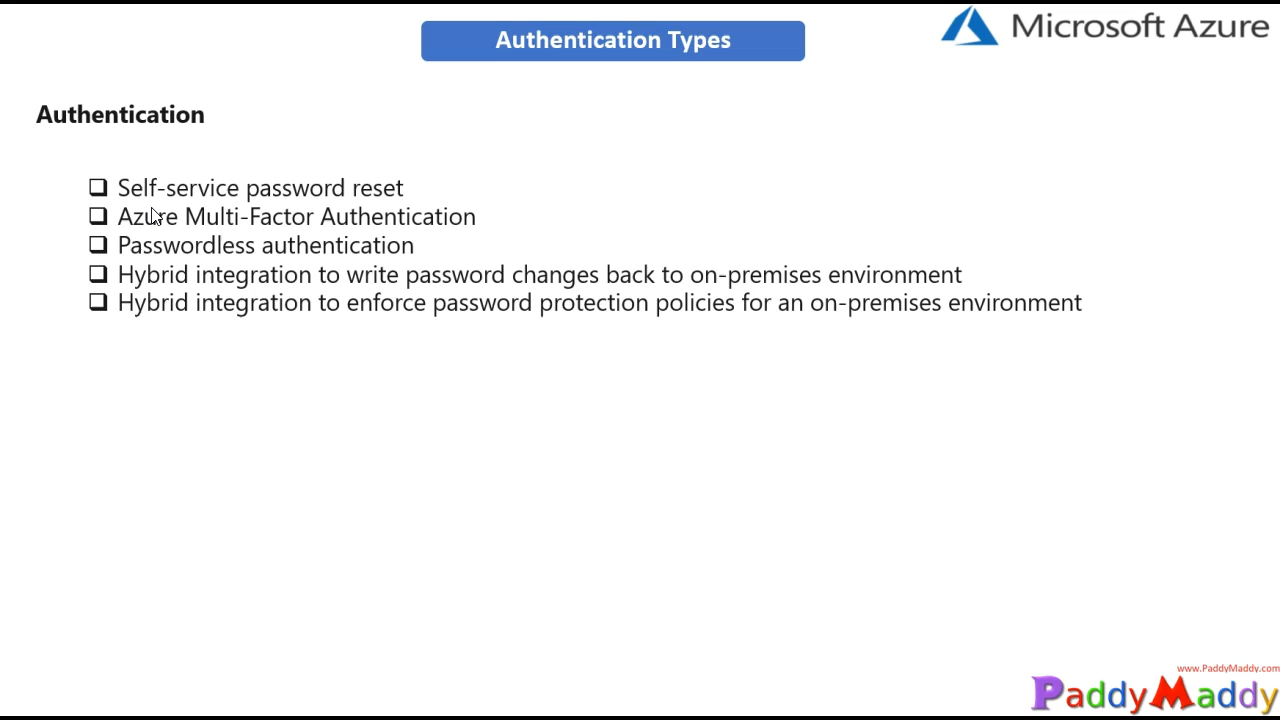 Authentication Types
Microsoft Azure
Authentication
Self-service password reset
Azure Multi-Factor Authentication
Passwordless authentication
Hybrid integration to write password changes back to on-premises environment
Hybrid integration to enforce password protection policies for an on-premises environment
www.PaddyMaddy.com
PaddyMaddy